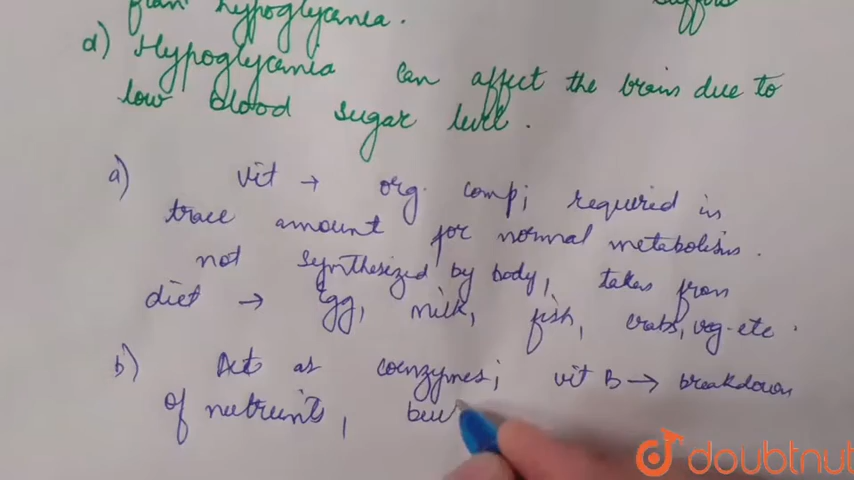 from hypoglycemia. suffers
d) Hypoglycemia can affect the brain due to
low blood sugar level.
a) vit → org. comp; required in
trace amount for normal metabolism.
not synthesized by body, taken from
diet → Egg, milk, fish, crabs, veg. etc.
b) Act as coenzymes; vit B → breakdown
of nutrients,
doubtnut